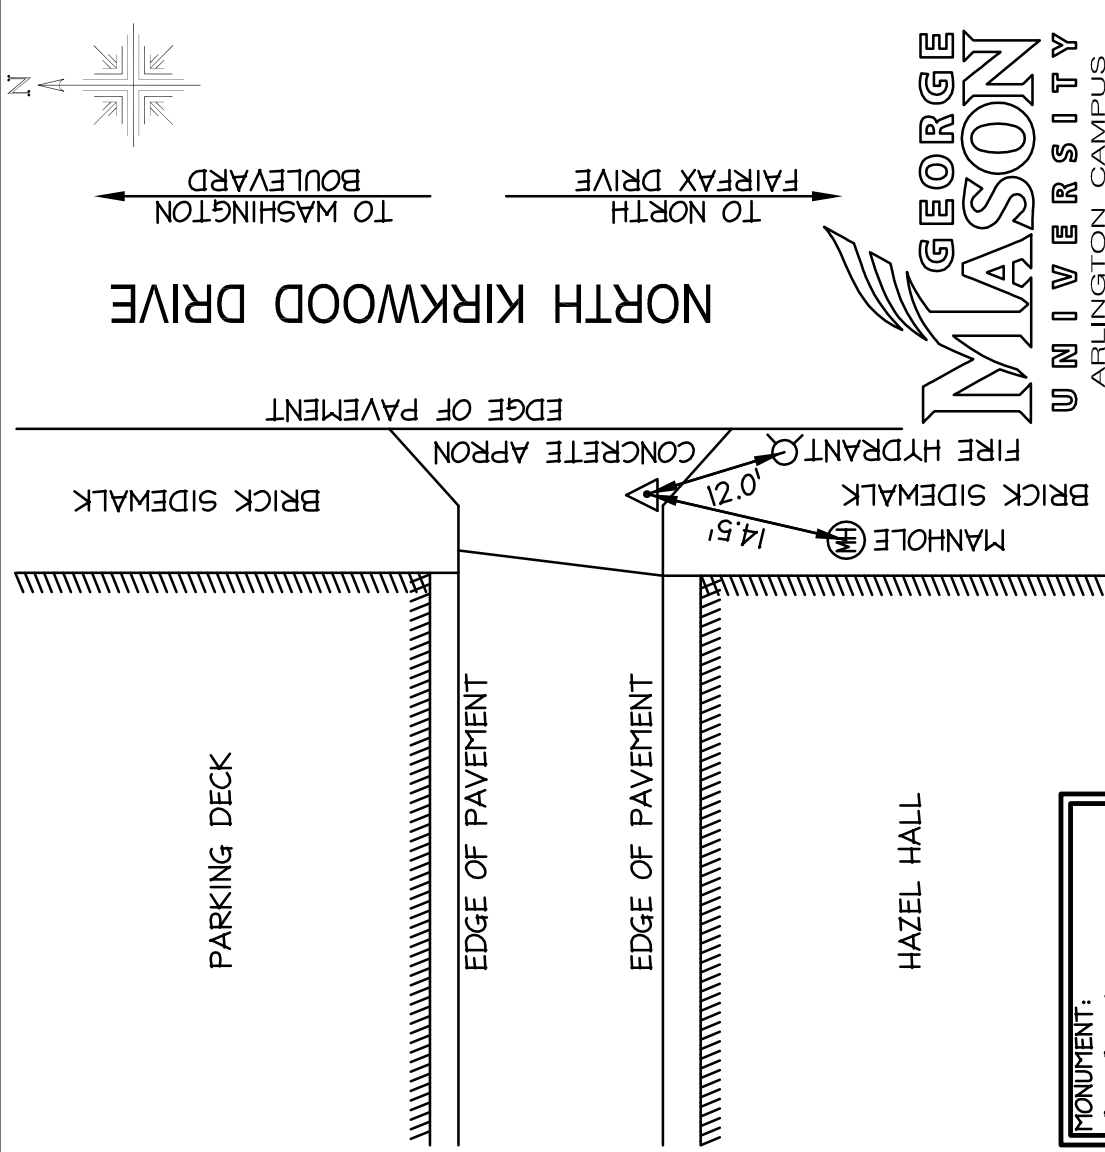 N
TO WASHINGTON
BOULEVARD
TO NORTH
FAIRFAX DRIVE
NORTH KIRKWOOD DRIVE
GEORGE
MASON
UNIVERSITY
ARLINGTON CAMPUS
EDGE OF PAVEMENT
CONCRETE APRON
FIRE HYDRANT
BRICK SIDEWALK
12.0'
BRICK SIDEWALK
14.5'
MH
MANHOLE
PARKING DECK
EDGE OF PAVEMENT
EDGE OF PAVEMENT
HAZEL HALL
MONUMENT: